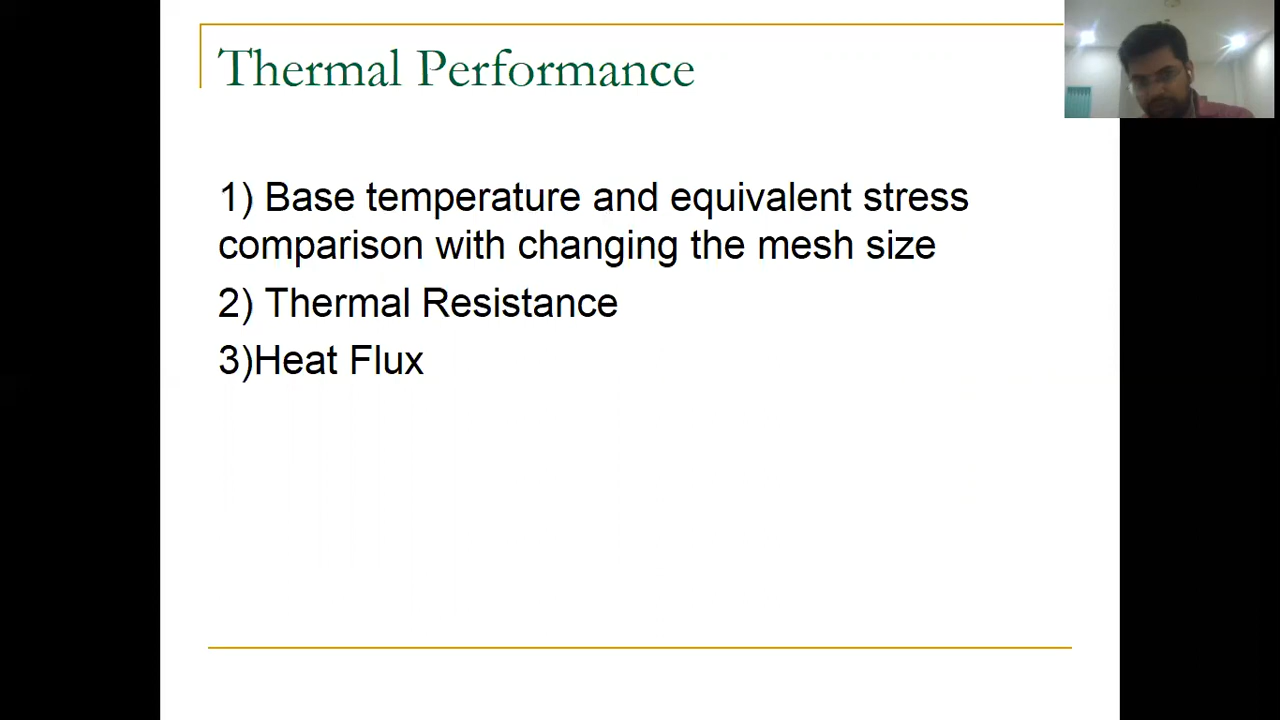 Thermal Performance
1) Base temperature and equivalent stress
comparison with changing the mesh size
2) Thermal Resistance
3)Heat Flux